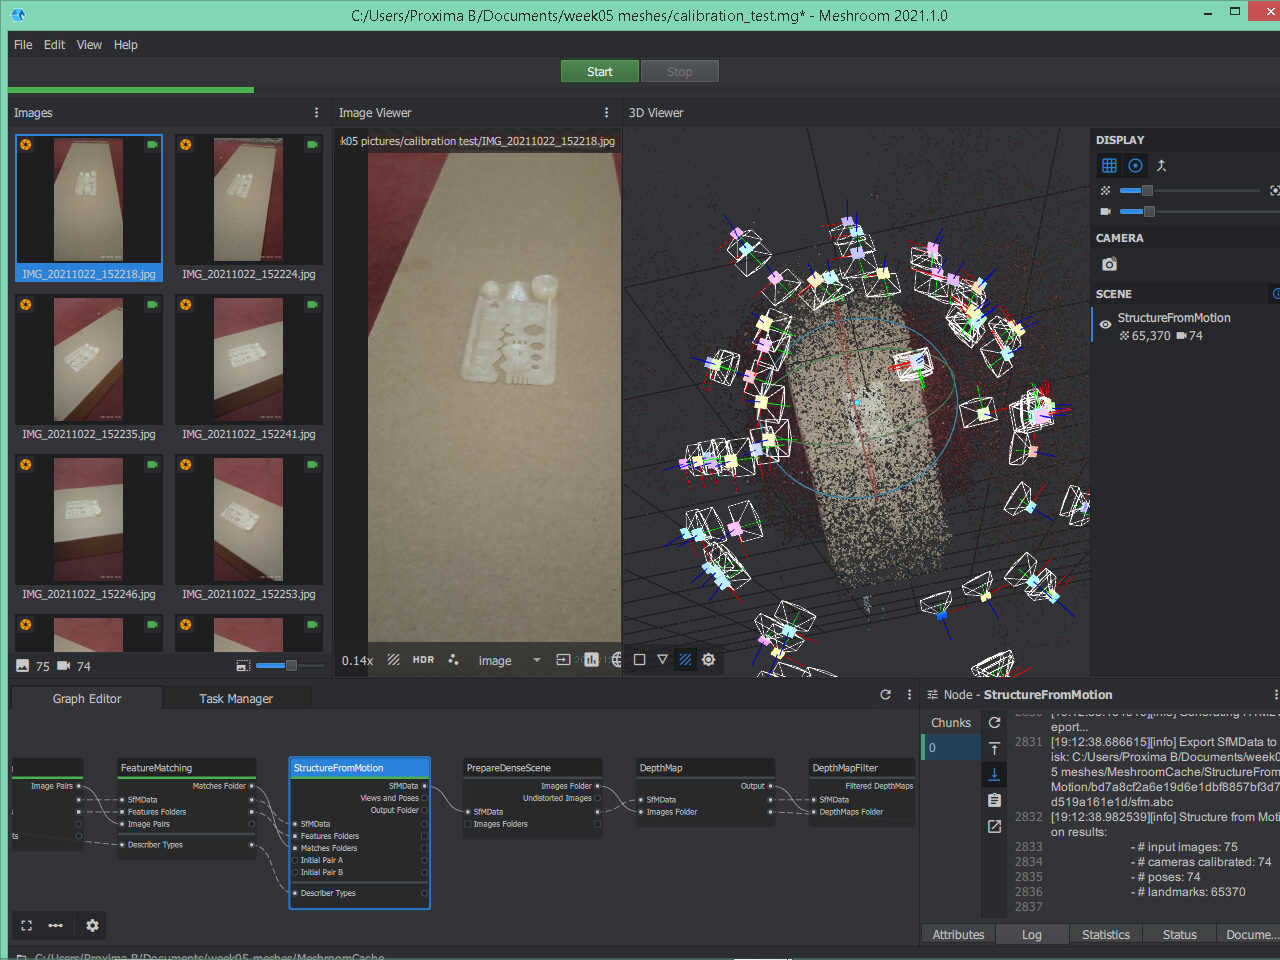 C:/Users/Proxima B/Documents/week05 meshes/calibration_test.mg* - Meshroom 2021.1.0
File Edit View Help
Start Stop
Images
Image Viewer
3D Viewer
IMG_20211022_152218.jpg
IMG_20211022_152224.jpg
IMG_20211022_152235.jpg
IMG_20211022_152241.jpg
IMG_20211022_152246.jpg
IMG_20211022_152253.jpg
75 74
k05 pictures/calibration test/IMG_20211022_152218.jpg
0.14x HDR image
DISPLAY
CAMERA
SCENE
StructureFromMotion
65,370 74
Graph Editor
Task Manager
Image Pairs
FeatureMatching
Matches Folder
SfMData
Features Folders
Image Pairs
Describer Types
StructureFromMotion
SfMData
Views and Poses
Output Folder
SfMData
Features Folders
Matches Folders
Initial Pair A
Initial Pair B
Describer Types
PrepareDenseScene
Images Folder
Undistorted Images
SfMData
Images Folders
DepthMap
Output
SfMData
Images Folder
DepthMapFilter
Filtered DepthMaps
SfMData
DepthMaps Folder
Node - StructureFromMotion
Chunks
0
eport...
2831 [19:12:38.686615][info] Export SfMData to
isk: C:/Users/Proxima B/Documents/week0
5 meshes/MeshroomCache/StructureFrom
Motion/bd7a8cf2a6e19d6e1dbf8857bf3d7
d519a161e1d/sfm.abc
2832 [19:12:38.982539][info] Structure from Moti
on results:
2833 - # input images: 75
2834 - # cameras calibrated: 74
2835 - # poses: 74
2836 - # landmarks: 65370
2837
Attributes Log Statistics Status Docume...
C:/Users/Proxima B/Documents/week05 meshes/MeshroomCache